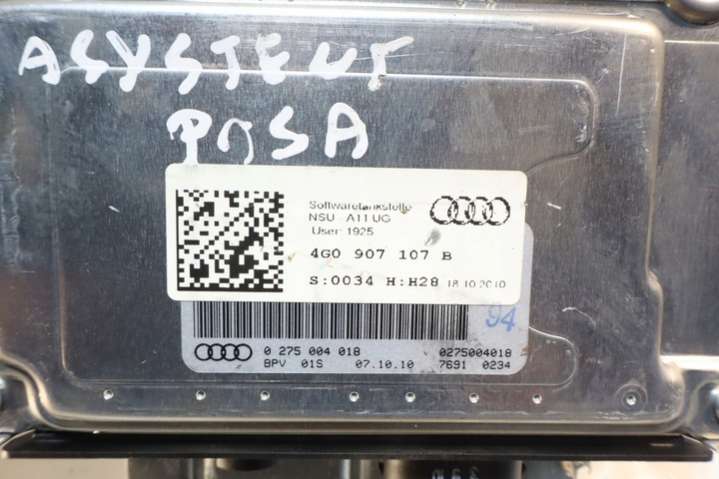 ASYSTENT
PASA
Softwaretankstelle
NSU - A11 UG
User: 1925
4G0 907 107 B
S:0034 H:H28 18.10.2010
94
0 275 004 018 0275004018
BPV 01S 07.10.10 7691 0234